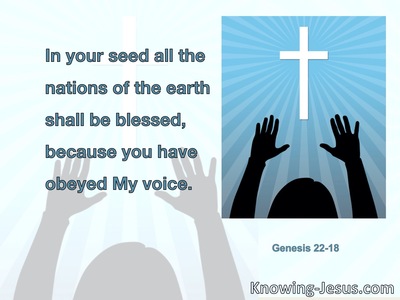 In your seed all the
nations of the earth
shall be blessed,
because you have
obeyed My voice.
Genesis 22-18
Knowing-Jesus.com